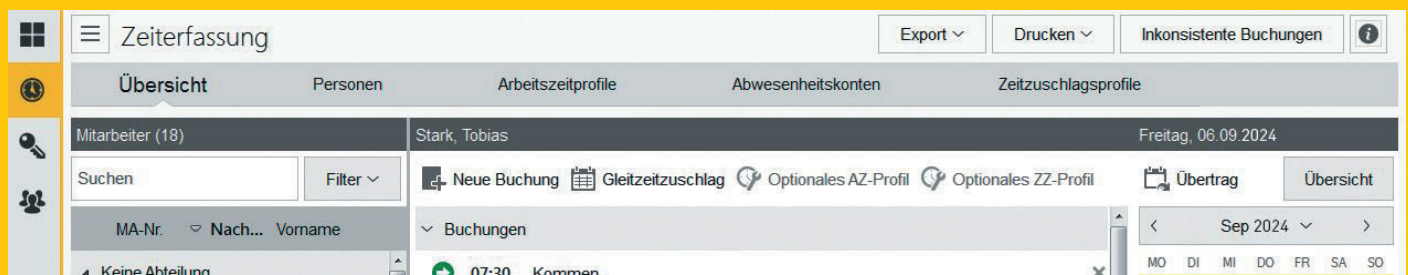 Zeiterfassung
Export
Drucken
Inkonsistente Buchungen
Übersicht Personen Arbeitszeitprofile Abwesenheitskonten Zeitzuschlagsprofile
Mitarbeiter (18)
Stark, Tobias
Freitag, 06.09.2024
Suchen
Filter
Neue Buchung Gleitzeitzuschlag Optionales AZ-Profil Optionales ZZ-Profil
Übertrag
Übersicht
MA-Nr. Nach... Vorname
Buchungen
Sep 2024
MO DI MI DO FR SA SO
Keine Abteilung
07:30 Kommen